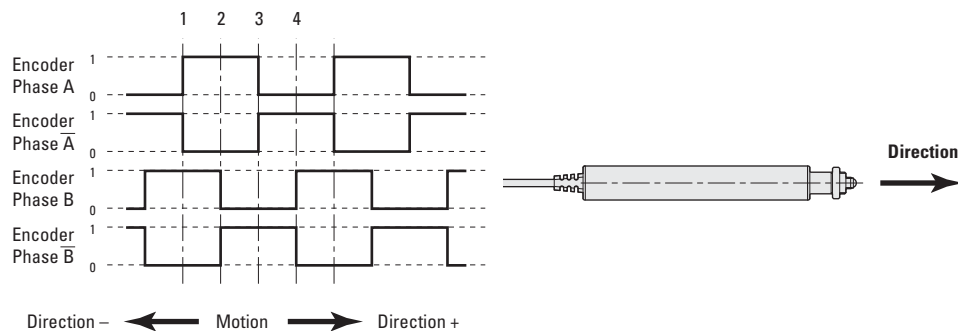 1 2 3 4
Encoder
Phase A
1
0
Encoder
Phase A̅
1
0
Encoder
Phase B
1
0
Encoder
Phase B̅
1
0
Direction – Motion Direction +
Direction